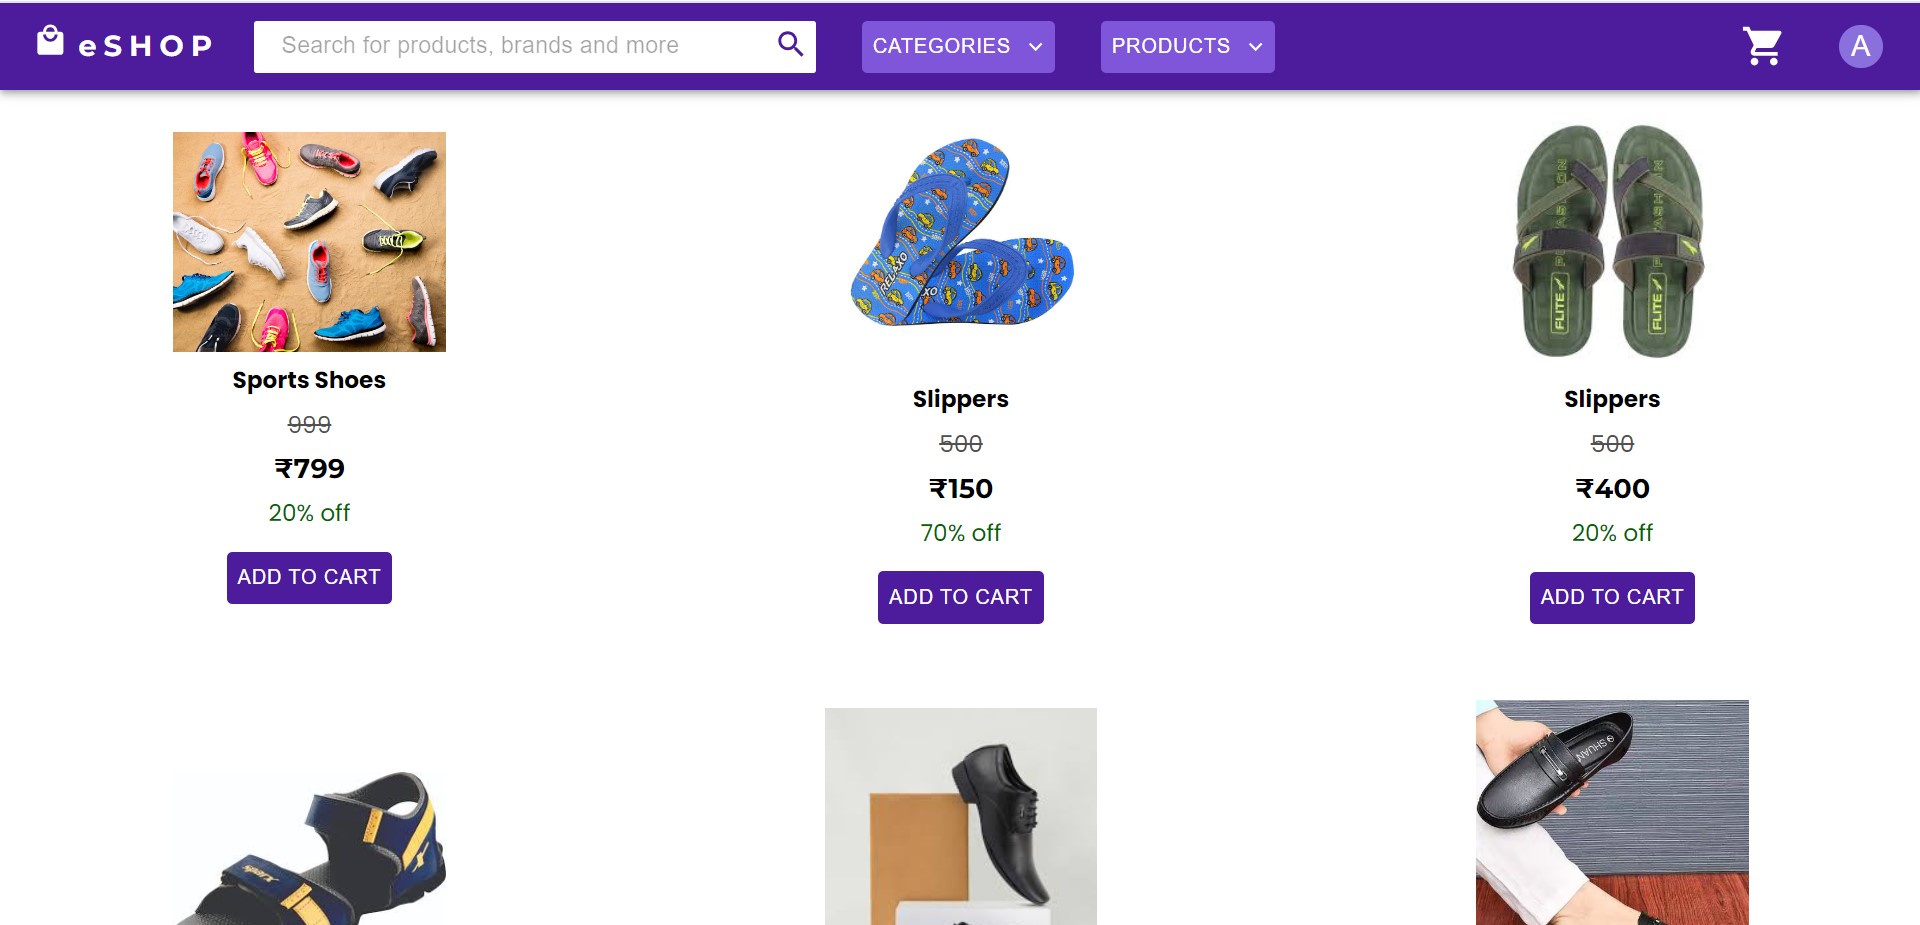 eSHOP
Search for products, brands and more
CATEGORIES
PRODUCTS
A
RELAXO
XO
FLITE
FLITE
Sports Shoes
999
₹799
20% off
ADD TO CART
Slippers
500
₹150
70% off
ADD TO CART
Slippers
500
₹400
20% off
ADD TO CART
sparx
SHUAN